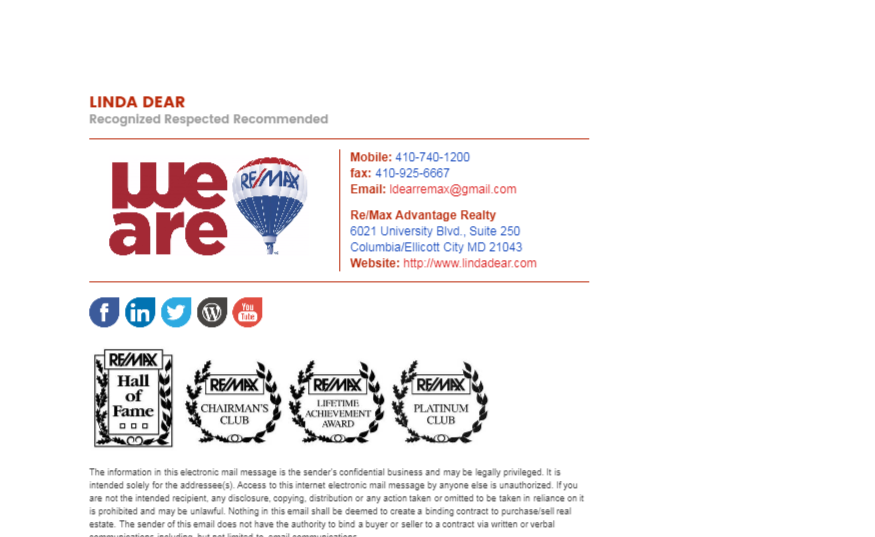 LINDA DEAR
Recognized Respected Recommended
we
are
RE/MAX
Mobile: 410-740-1200
fax: 410-925-6667
Email: ldearremax@gmail.com
Re/Max Advantage Realty
6021 University Blvd., Suite 250
Columbia/Ellicott City MD 21043
Website: http://www.lindadear.com
f
in
W
You
Tube
RE/MAX
Hall
of
Fame
RE/MAX
CHAIRMAN'S
CLUB
RE/MAX
LIFETIME
ACHIEVEMENT
AWARD
RE/MAX
PLATINUM
CLUB
The information in this electronic mail message is the sender's confidential business and may be legally privileged. It is
intended solely for the addressee(s). Access to this internet electronic mail message by anyone else is unauthorized. If you
are not the intended recipient, any disclosure, copying, distribution or any action taken or omitted to be taken in reliance on it
is prohibited and may be unlawful. Nothing in this email shall be deemed to create a binding contract to purchase/sell real
estate. The sender of this email does not have the authority to bind a buyer or seller to a contract via written or verbal
communications including, but not limited to, email communications.